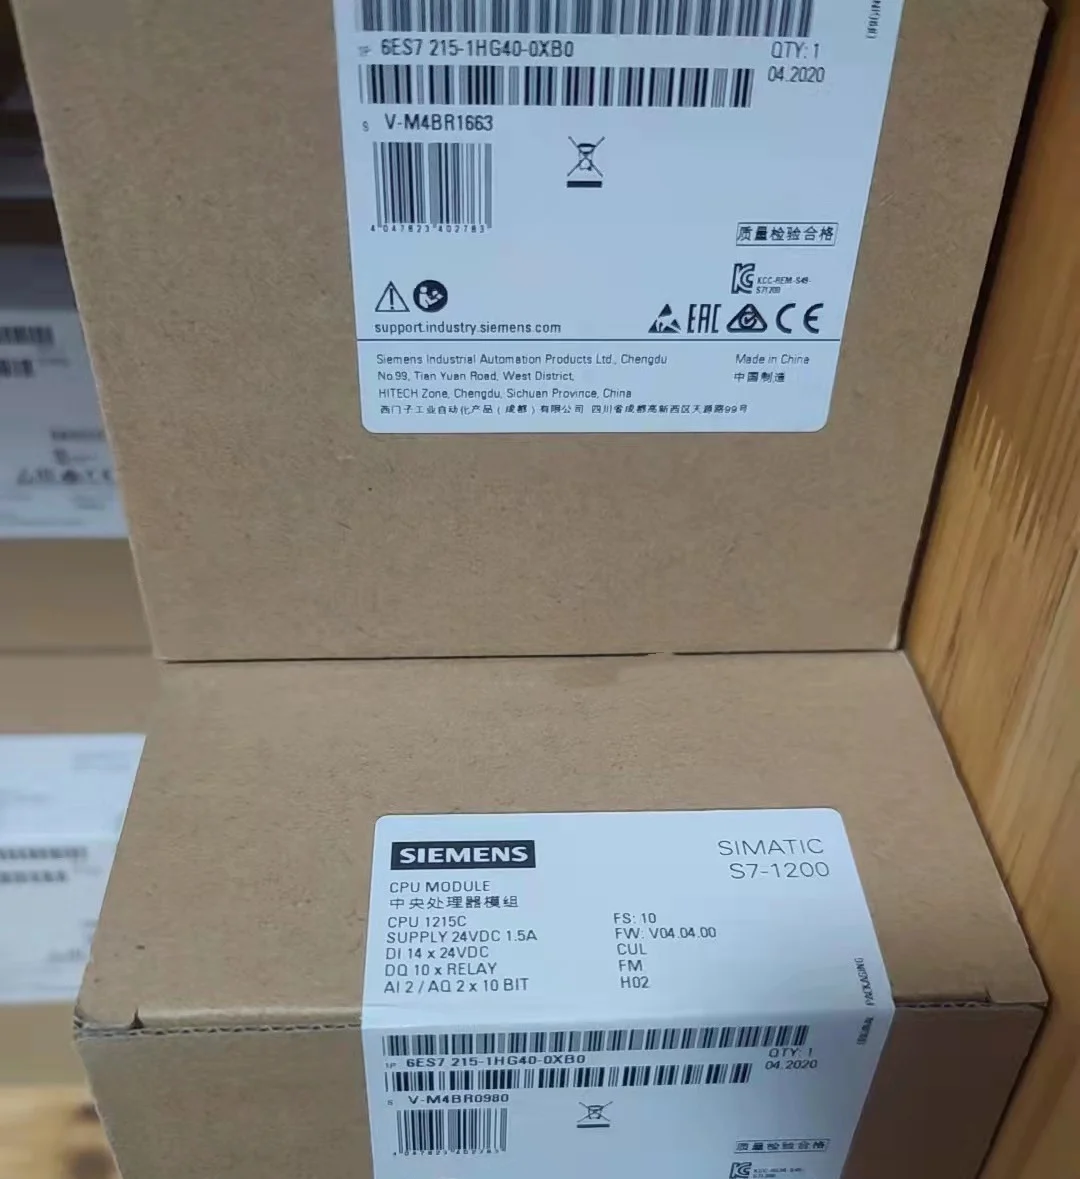 1P 6ES7 215-1HG40-0XB0
QTY: 1
04.2020
S V-M4BR1663
4 047623 402763
质量检验合格
KCC-REM-S49-
S71200
support.industry.siemens.com
EAC
CE
Siemens Industrial Automation Products Ltd., Chengdu
No.99, Tian Yuan Road, West District,
HITECH Zone, Chengdu, Sichuan Province, China
西门子工业自动化产品（成都）有限公司 四川省成都高新西区天源路99号
Made in China
中国制造
SIEMENS
SIMATIC
S7-1200
CPU MODULE
中央处理器模组
CPU 1215C
SUPPLY 24VDC 1.5A
DI 14 x 24VDC
DQ 10 x RELAY
AI 2 / AQ 2 x 10 BIT
FS: 10
FW: V04.04.00
CUL
FM
H02
PACKAGING
1P 6ES7 215-1HG40-0XB0
QTY: 1
04.2020
S V-M4BR0980
质量检验合格